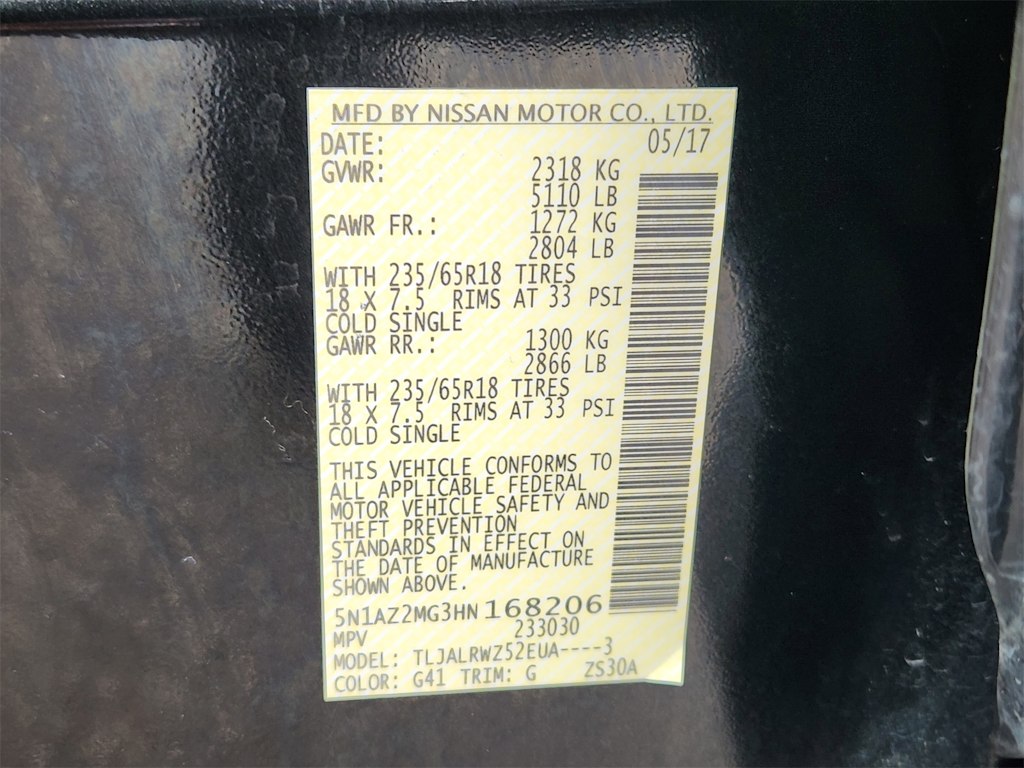 MFD BY NISSAN MOTOR CO., LTD.
DATE: 05/17
GVWR: 2318 KG
5110 LB
GAWR FR.: 1272 KG
2804 LB
WITH 235/65R18 TIRES
18 X 7.5 RIMS AT 33 PSI
COLD SINGLE
GAWR RR.: 1300 KG
2866 LB
WITH 235/65R18 TIRES
18 X 7.5 RIMS AT 33 PSI
COLD SINGLE
THIS VEHICLE CONFORMS TO
ALL APPLICABLE FEDERAL
MOTOR VEHICLE SAFETY AND
THEFT PREVENTION
STANDARDS IN EFFECT ON
THE DATE OF MANUFACTURE
SHOWN ABOVE.
5N1AZ2MG3HN168206
MPV 233030
MODEL: TLJALRWZ52EUA----3
COLOR: G41 TRIM: G ZS30A